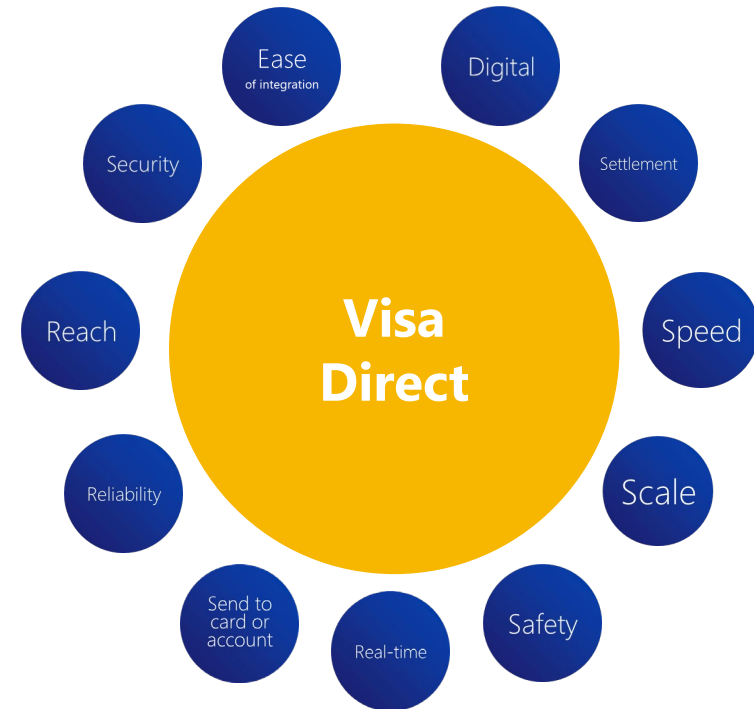 Ease
of integration
Digital
Security
Settlement
Visa
Direct
Reach
Speed
Reliability
Scale
Send to
card or
account
Real-time
Safety